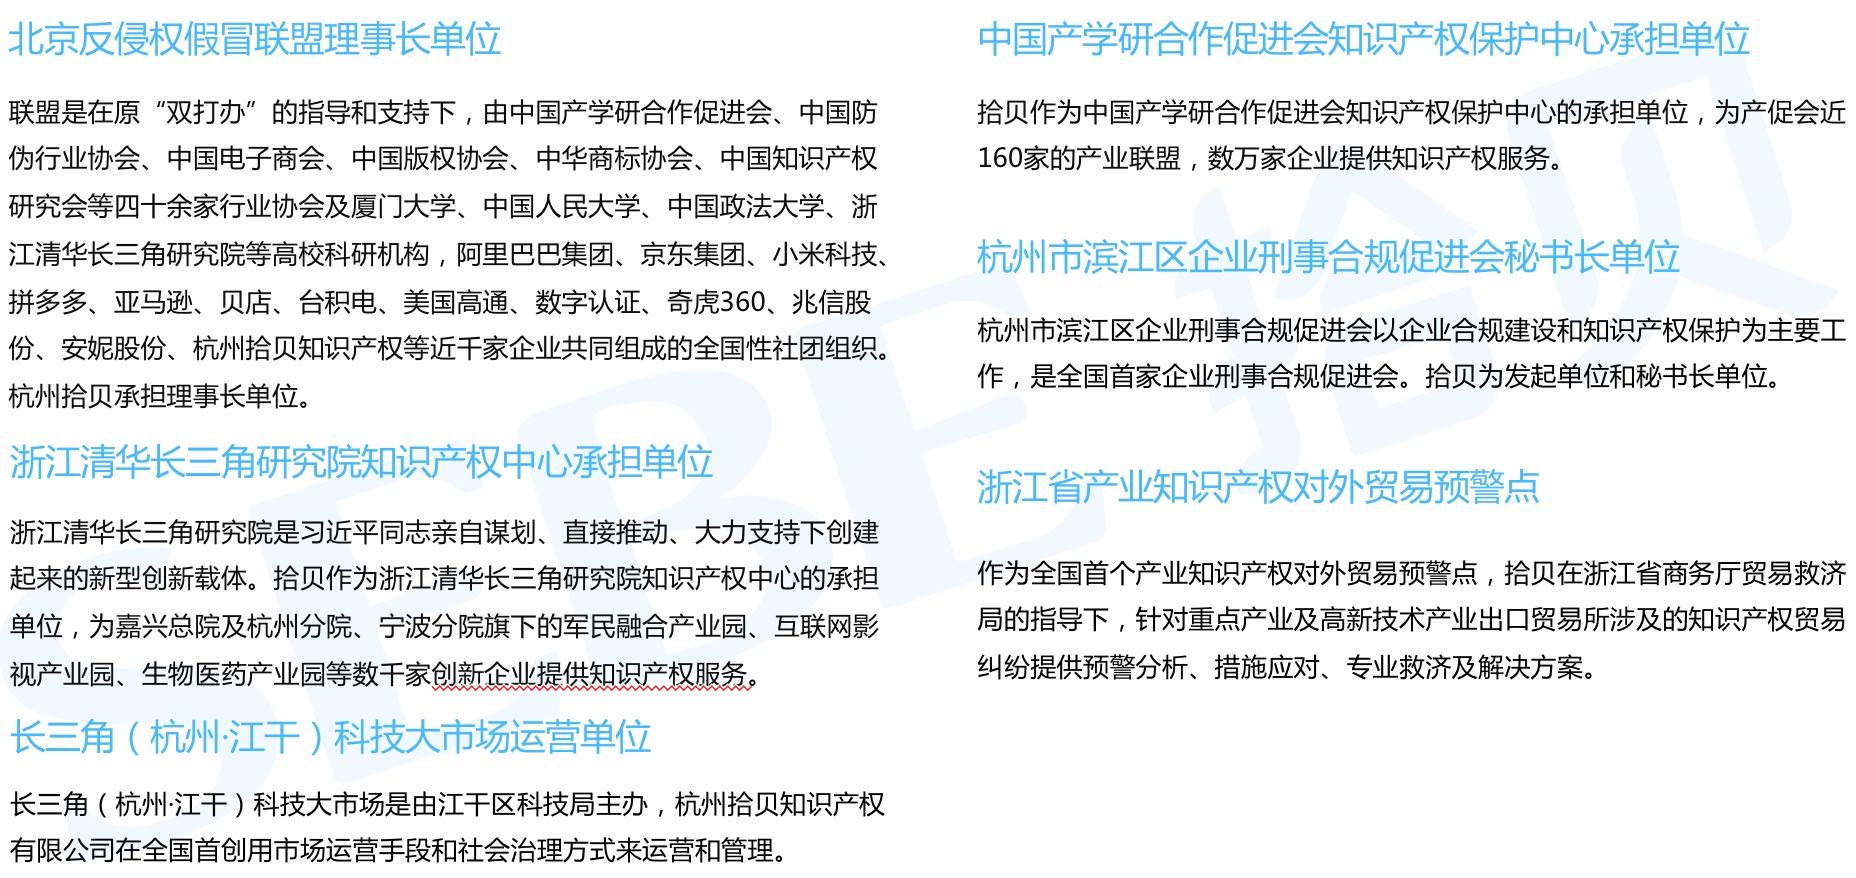 北京反侵权假冒联盟理事长单位
联盟是在原“双打办”的指导和支持下，由中国产学研合作促进会、中国防
伪行业协会、中国电子商会、中国版权协会、中华商标协会、中国知识产权
研究会等四十余家行业协会及厦门大学、中国人民大学、中国政法大学、浙
江清华长三角研究院等高校科研机构，阿里巴巴集团、京东集团、小米科技、
拼多多、亚马逊、贝店、台积电、美国高通、数字认证、奇虎360、兆信股
份、安妮股份、杭州拾贝知识产权等近千家企业共同组成的全国性社团组织。
杭州拾贝承担理事长单位。
浙江清华长三角研究院知识产权中心承担单位
浙江清华长三角研究院是习近平同志亲自谋划、直接推动、大力支持下创建
起来的新型创新载体。拾贝作为浙江清华长三角研究院知识产权中心的承担
单位，为嘉兴总院及杭州分院、宁波分院旗下的军民融合产业园、互联网影
视产业园、生物医药产业园等数千家创新企业提供知识产权服务。
长三角（杭州·江干）科技大市场运营单位
长三角（杭州·江干）科技大市场是由江干区科技局主办，杭州拾贝知识产权
有限公司在全国首创用市场运营手段和社会治理方式来运营和管理。
中国产学研合作促进会知识产权保护中心承担单位
拾贝作为中国产学研合作促进会知识产权保护中心的承担单位，为产促会近
160家的产业联盟，数万家企业提供知识产权服务。
杭州市滨江区企业刑事合规促进会秘书长单位
杭州市滨江区企业刑事合规促进会以企业合规建设和知识产权保护为主要工
作，是全国首家企业刑事合规促进会。拾贝为发起单位和秘书长单位。
浙江省产业知识产权对外贸易预警点
作为全国首个产业知识产权对外贸易预警点，拾贝在浙江省商务厅贸易救济
局的指导下，针对重点产业及高新技术产业出口贸易所涉及的知识产权贸易
纠纷提供预警分析、措施应对、专业救济及解决方案。
SEBE 拾贝